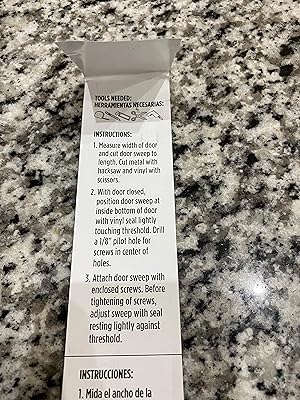 TOOLS NEEDED:
HERRAMIENTAS NECESARIAS:
INSTRUCTIONS:
1. Measure width of door
and cut door sweep to
length. Cut metal with
hacksaw and vinyl with
scissors.
2. With door closed,
position door sweep at
inside bottom of door
with vinyl seal lightly
touching threshold. Drill
a 1/8" pilot hole for
screws in center of
holes.
3. Attach door sweep with
enclosed screws. Before
tightening of screws,
adjust sweep with seal
resting lightly against
threshold.
INSTRUCCIONES:
1. Mida el ancho de la